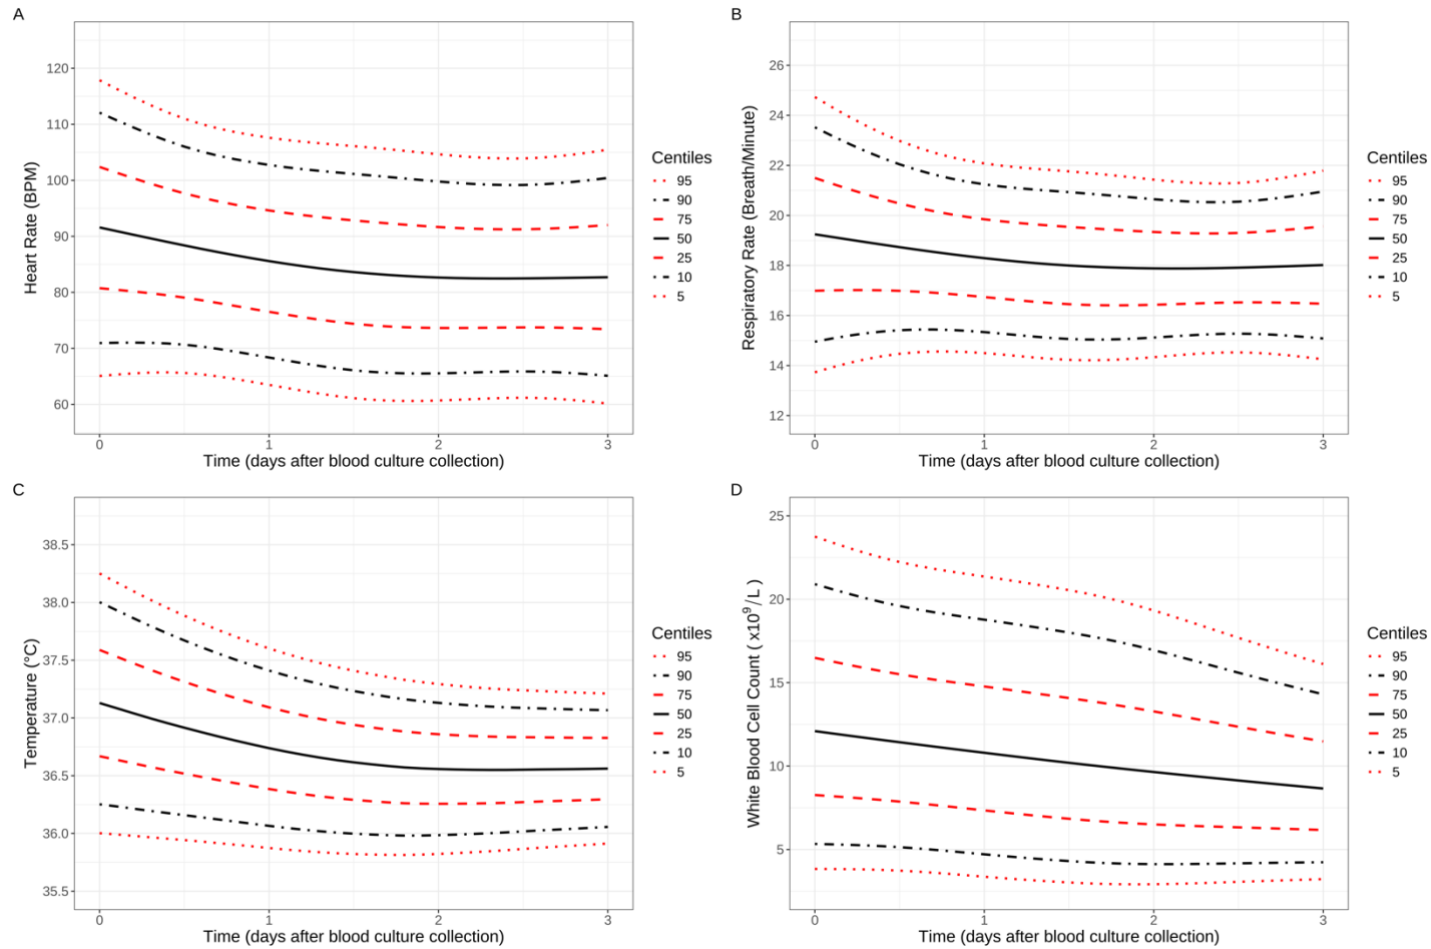 A
Heart Rate (BPM)
120
110
100
90
80
70
60
0 1 2 3
Time (days after blood culture collection)
Centiles
95
90
75
50
25
10
5
B
Respiratory Rate (Breath/Minute)
26
24
22
20
18
16
14
12
0 1 2 3
Time (days after blood culture collection)
Centiles
95
90
75
50
25
10
5
C
Temperature (°C)
38.5
38.0
37.5
37.0
36.5
36.0
35.5
0 1 2 3
Time (days after blood culture collection)
Centiles
95
90
75
50
25
10
5
D
White Blood Cell Count ( x10⁹/L )
25
20
15
10
5
0 1 2 3
Time (days after blood culture collection)
Centiles
95
90
75
50
25
10
5